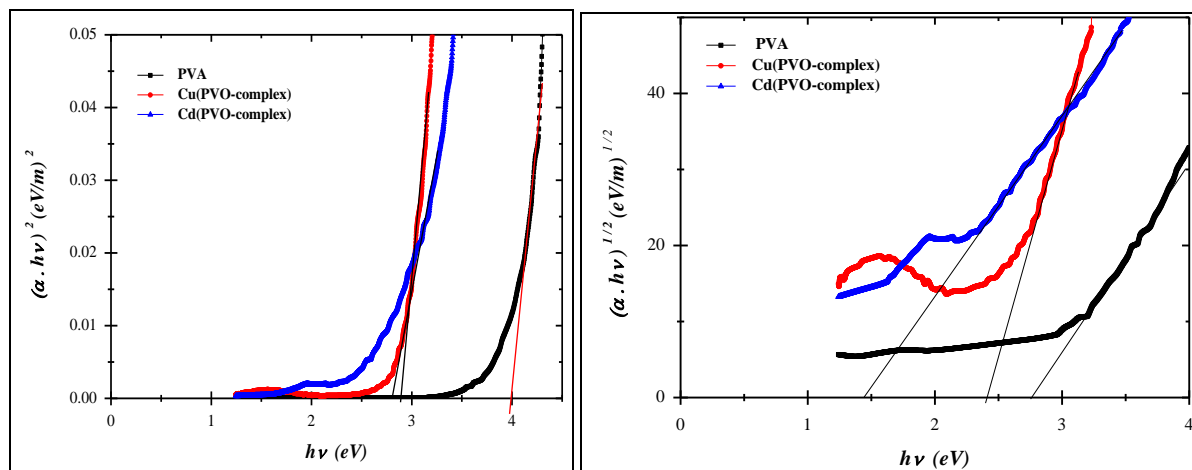 PVA
Cu(PVO-complex)
Cd(PVO-complex)
(α . hν) ² (eV/m) ²
0.05
0.04
0.03
0.02
0.01
0.00
0 1 2 3 4
hν (eV)
PVA
Cu(PVO-complex)
Cd(PVO-complex)
(α . hν) ^1/2 (eV/m) ^1/2
40
20
0
0 1 2 3 4
hν (eV)